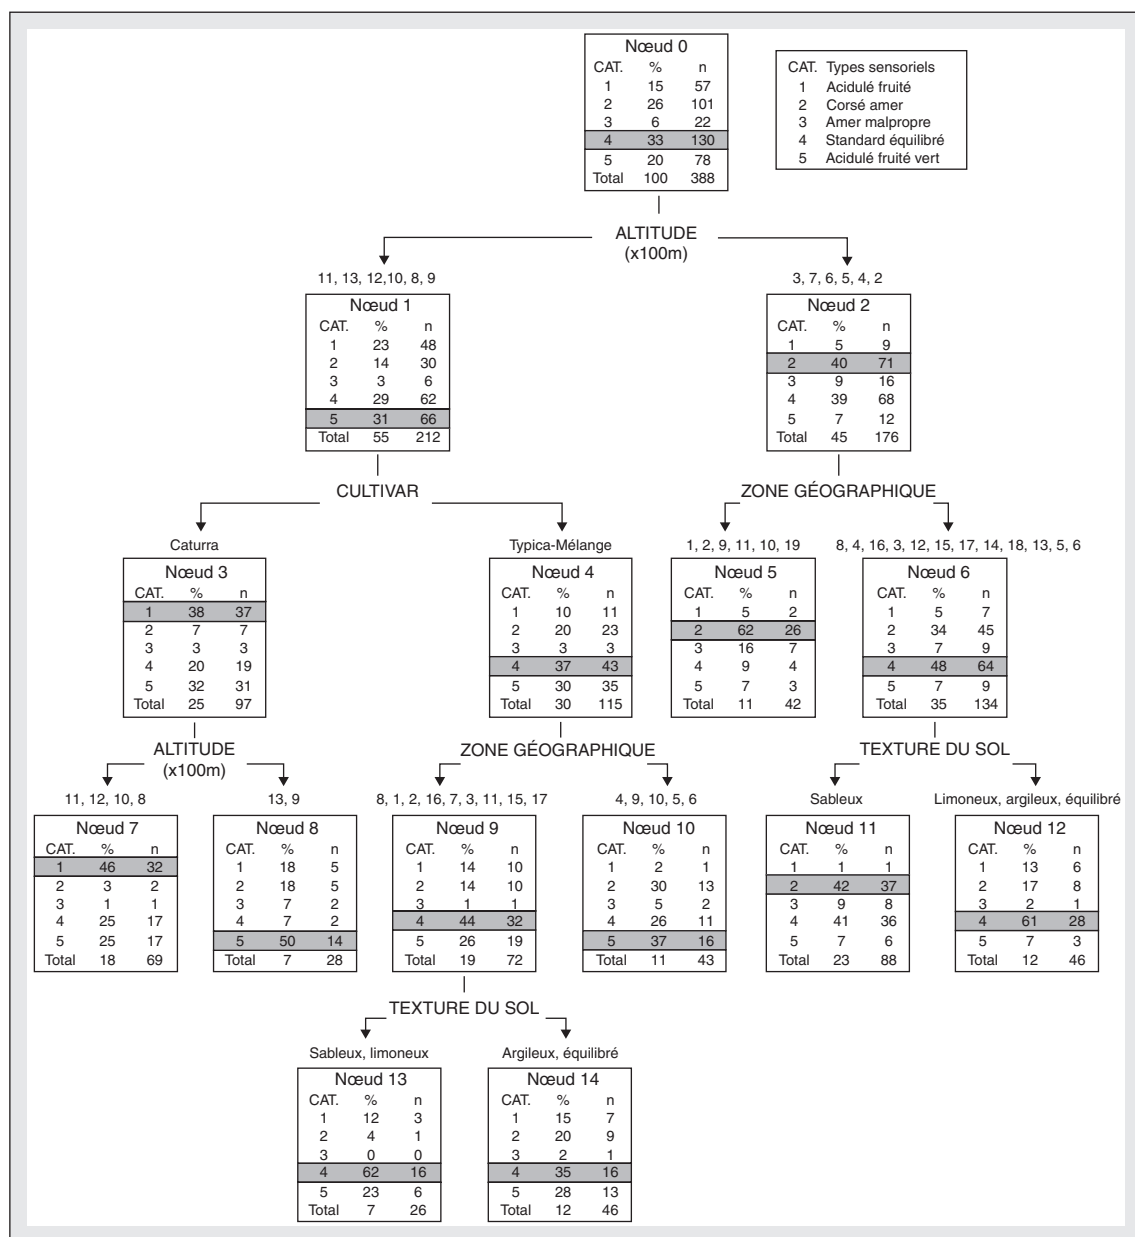 Nœud 0
CAT. % n
1 15 57
2 26 101
3 6 22
4 33 130
5 20 78
Total 100 388
CAT. Types sensoriels
1 Acidulé fruité
2 Corsé amer
3 Amer malpropre
4 Standard équilibré
5 Acidulé fruité vert
ALTITUDE
(x100m)
11, 13, 12,10, 8, 9
Nœud 1
CAT. % n
1 23 48
2 14 30
3 3 6
4 29 62
5 31 66
Total 55 212
3, 7, 6, 5, 4, 2
Nœud 2
CAT. % n
1 5 9
2 40 71
3 9 16
4 39 68
5 7 12
Total 45 176
CULTIVAR
ZONE GÉOGRAPHIQUE
Caturra
Nœud 3
CAT. % n
1 38 37
2 7 7
3 3 3
4 20 19
5 32 31
Total 25 97
Typica-Mélange
Nœud 4
CAT. % n
1 10 11
2 20 23
3 3 3
4 37 43
5 30 35
Total 30 115
1, 2, 9, 11, 10, 19
Nœud 5
CAT. % n
1 5 2
2 62 26
3 16 7
4 9 4
5 7 3
Total 11 42
8, 4, 16, 3, 12, 15, 17, 14, 18, 13, 5, 6
Nœud 6
CAT. % n
1 5 7
2 34 45
3 7 9
4 48 64
5 7 9
Total 35 134
ALTITUDE
(x100m)
ZONE GÉOGRAPHIQUE
TEXTURE DU SOL
11, 12, 10, 8
Nœud 7
CAT. % n
1 46 32
2 3 2
3 1 1
4 25 17
5 25 17
Total 18 69
13, 9
Nœud 8
CAT. % n
1 18 5
2 18 5
3 7 2
4 7 2
5 50 14
Total 7 28
8, 1, 2, 16, 7, 3, 11, 15, 17
Nœud 9
CAT. % n
1 14 10
2 14 10
3 1 1
4 44 32
5 26 19
Total 19 72
4, 9, 10, 5, 6
Nœud 10
CAT. % n
1 2 1
2 30 13
3 5 2
4 26 11
5 37 16
Total 11 43
Sableux
Nœud 11
CAT. % n
1 1 1
2 42 37
3 9 8
4 41 36
5 7 6
Total 23 88
Limoneux, argileux, équilibré
Nœud 12
CAT. % n
1 13 6
2 17 8
3 2 1
4 61 28
5 7 3
Total 12 46
TEXTURE DU SOL
Sableux, limoneux
Nœud 13
CAT. % n
1 12 3
2 4 1
3 0 0
4 62 16
5 23 6
Total 7 26
Argileux, équilibré
Nœud 14
CAT. % n
1 15 7
2 20 9
3 2 1
4 35 16
5 28 13
Total 12 46